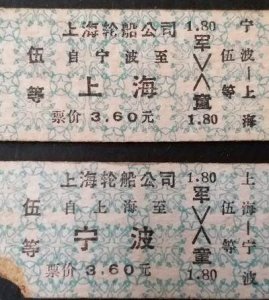 上海轮船公司
伍等
自宁波至
上海
票价 3.60元
1.80
军
童
1.80
伍等
宁波—上海
上海轮船公司
伍等
自上海至
宁波
票价 3.60元
1.80
军
童
1.80
伍等
上海—宁波